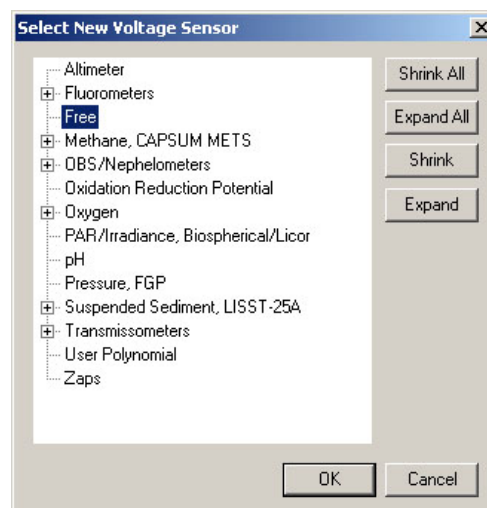 Select New Voltage Sensor
Altimeter
Fluorometers
Free
Methane, CAPSUM METS
OBS/Nephelometers
Oxidation Reduction Potential
Oxygen
PAR/Irradiance, Biospherical/Licor
pH
Pressure, FGP
Suspended Sediment, LISST-25A
Transmissometers
User Polynomial
Zaps
Shrink All
Expand All
Shrink
Expand
OK
Cancel